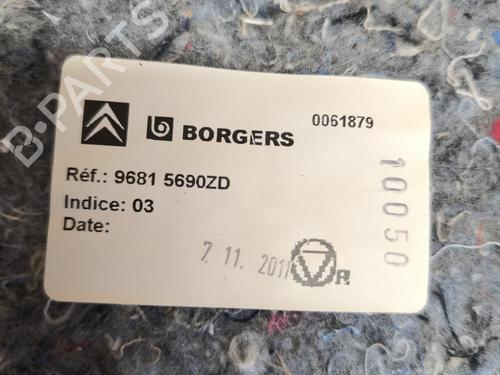 B-PARTS
BORGERS
0061879
Réf.: 9681 5690ZD
Indice: 03
Date:
7. 11. 2011
R
10050